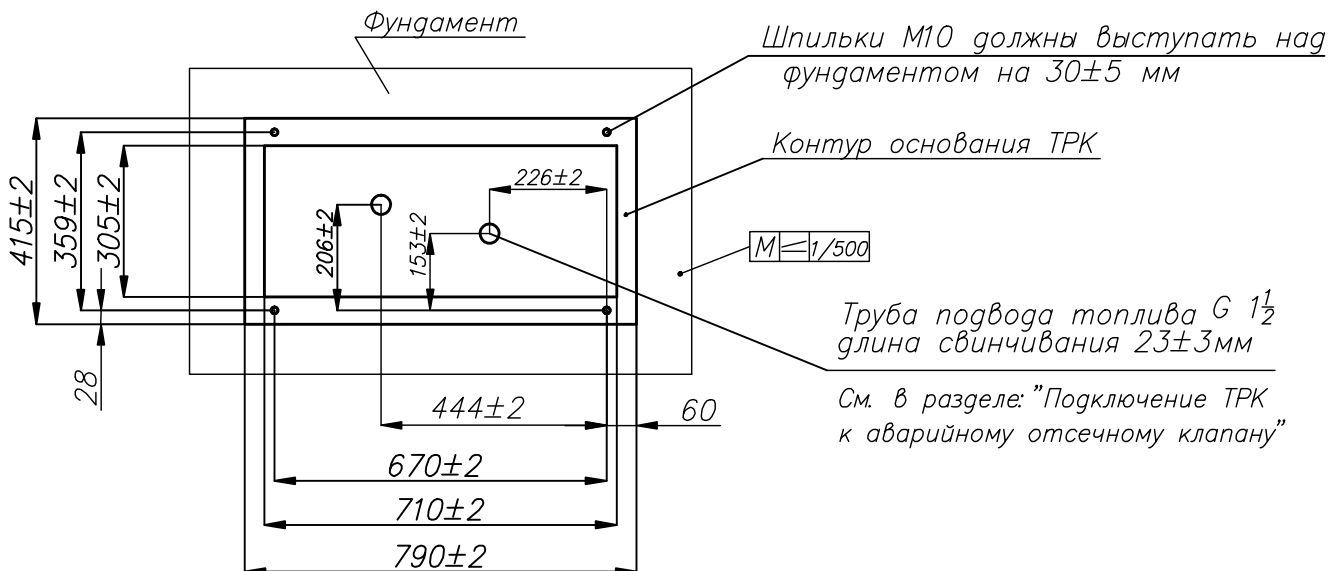 Фундамент
Шпильки М10 должны выступать над
фундаментом на 30±5 мм
Контур основания ТРК
415±2
359±2
305±2
206±2
153±2
226±2
М ≤ 1/500
Труба подвода топлива G 1 1/2
длина свинчивания 23±3мм
См. в разделе: "Подключение ТРК
к аварийному отсечному клапану"
28
444±2
60
670±2
710±2
790±2